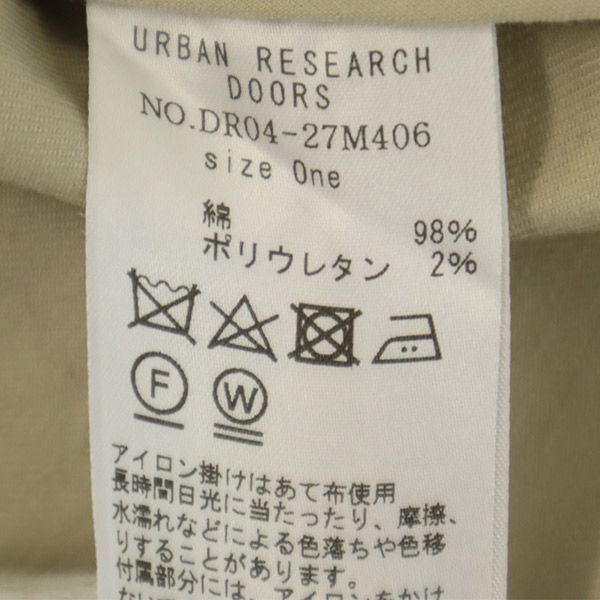 URBAN RESEARCH
DOORS
NO.DR04-27M406
size One
綿 98%
ポリウレタン 2%
F W
アイロン掛けはあて布使用
長時間日光に当たったり、摩擦、
水濡れなどによる色落ちや色移
りすることがあります。
付属部分には、アイロンをかけ